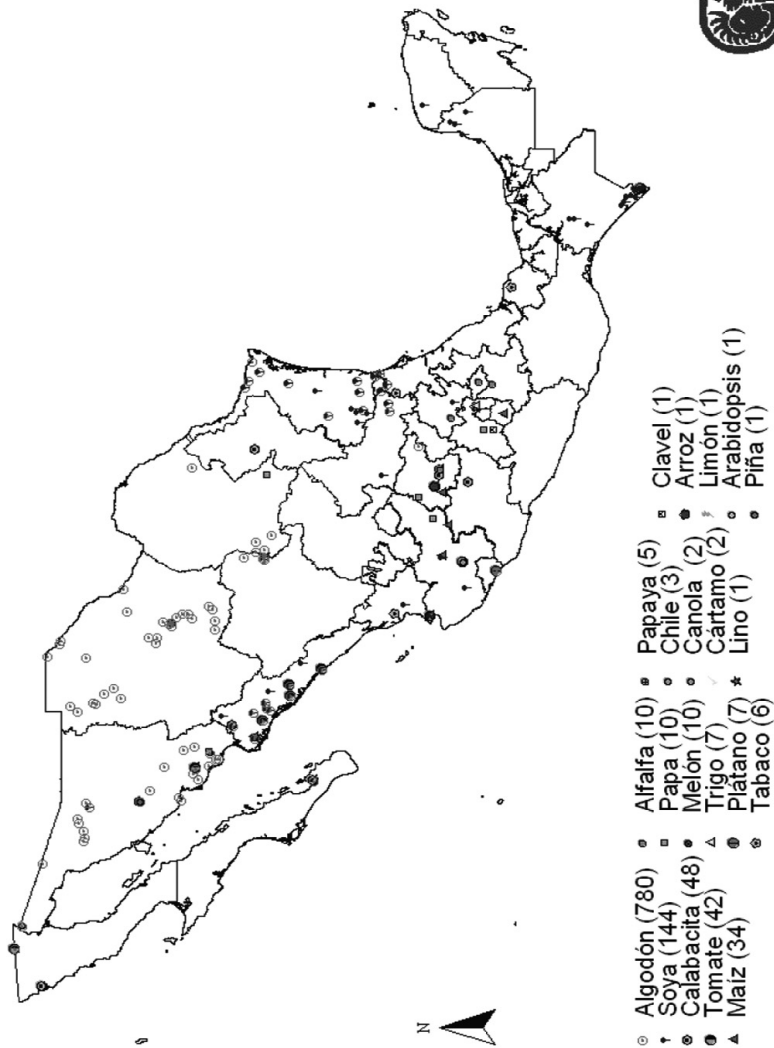 N
Algodón (780)
Soya (144)
Calabacita (48)
Tomate (42)
Maiz (34)
Alfalfa (10)
Papa (10)
Melón (10)
Trigo (7)
Plátano (7)
Tabaco (6)
Papaya (5)
Chile (3)
Canola (2)
Cártamo (2)
Lino (1)
Clavel (1)
Arroz (1)
Limón (1)
Arabidopsis (1)
Piña (1)